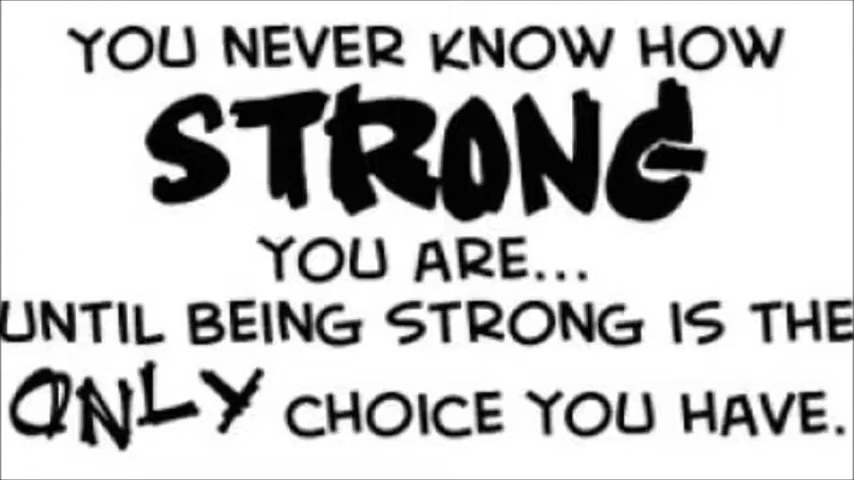 YOU NEVER KNOW HOW
STRONG
YOU ARE...
UNTIL BEING STRONG IS THE
ONLY CHOICE YOU HAVE.